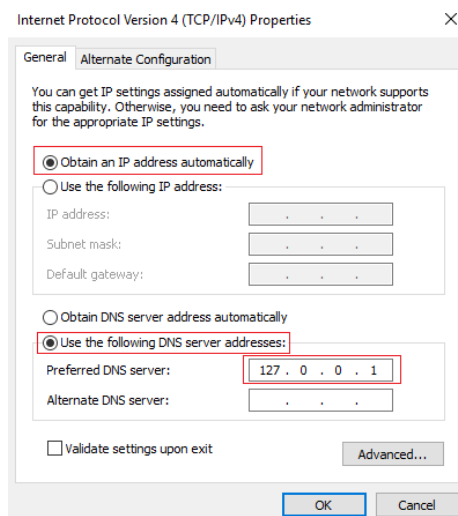 Internet Protocol Version 4 (TCP/IPv4) Properties
General Alternate Configuration
You can get IP settings assigned automatically if your network supports
this capability. Otherwise, you need to ask your network administrator
for the appropriate IP settings.
Obtain an IP address automatically
Use the following IP address:
IP address: . . .
Subnet mask: . . .
Default gateway: . . .
Obtain DNS server address automatically
Use the following DNS server addresses:
Preferred DNS server: 127 . 0 . 0 . 1
Alternate DNS server: . . .
Validate settings upon exit
Advanced...
OK Cancel